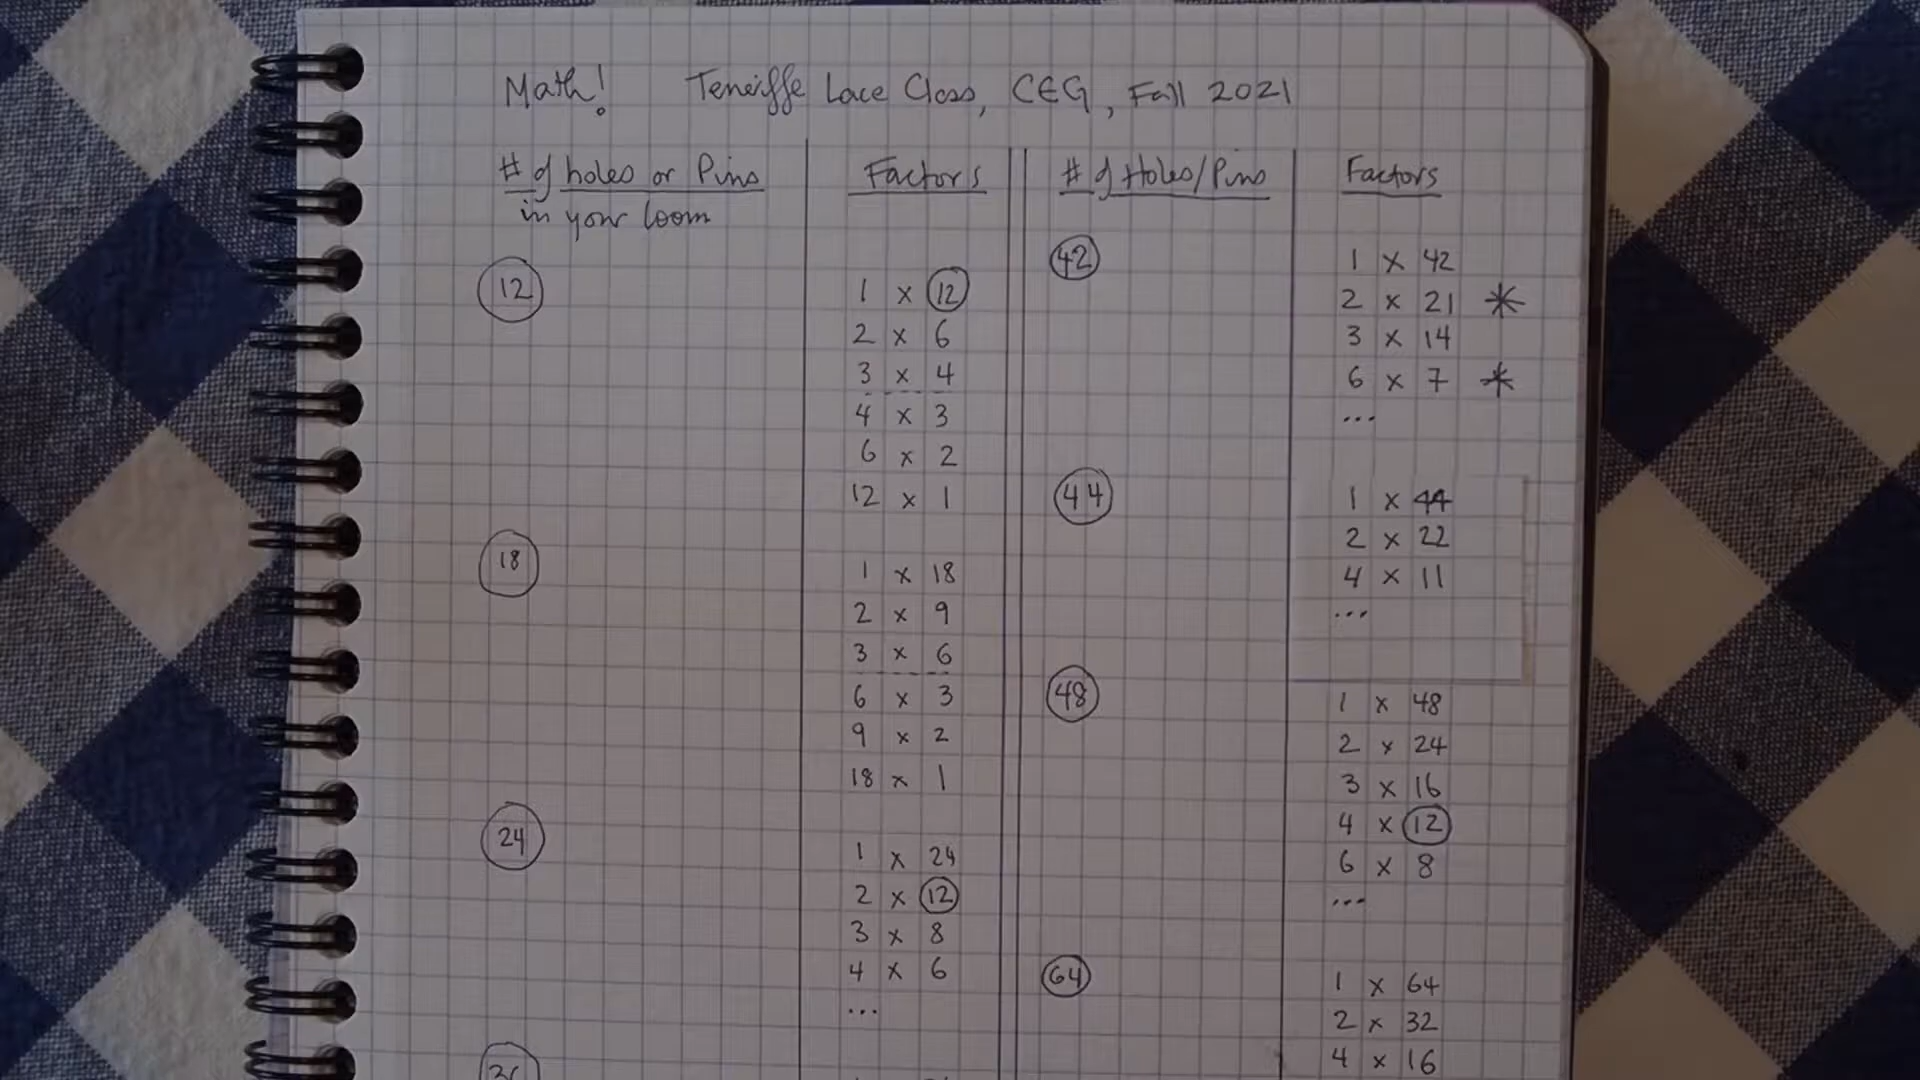 Math! Teneriffe Lace Class, CEG, Fall 2021
# of holes or Pins
in your loom
Factors
12
1 x 12
2 x 6
3 x 4
4 x 3
6 x 2
12 x 1
18
1 x 18
2 x 9
3 x 6
6 x 3
9 x 2
18 x 1
24
1 x 24
2 x 12
3 x 8
4 x 6
...
# of Holes/Pins
Factors
42
1 x 42
2 x 21 *
3 x 14
6 x 7 *
...
44
1 x 44
2 x 22
4 x 11
...
48
1 x 48
2 x 24
3 x 16
4 x 12
6 x 8
...
64
1 x 64
2 x 32
4 x 16